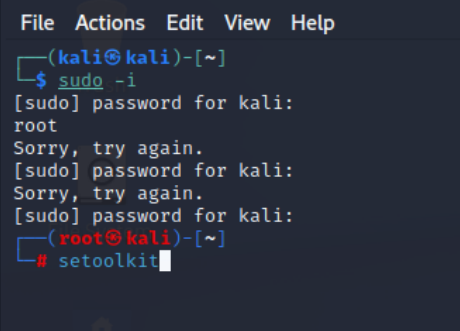 File Actions Edit View Help
┌──(kali㉿kali)-[~]
└─$ sudo -i
[sudo] password for kali:
root
Sorry, try again.
[sudo] password for kali:
Sorry, try again.
[sudo] password for kali:
┌──(root㉿kali)-[~]
└─# setoolkit